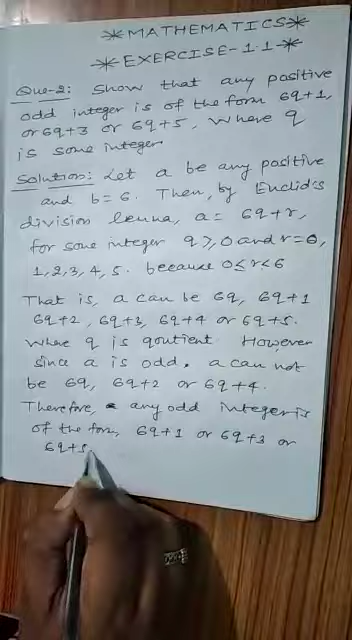 * MATHEMATICS *
* EXERCISE-1.1-*
Que-2: Show that any positive
odd integer is of the form 6q+1,
or 6q+3 or 6q+5, where q
is some integer
Solution: Let a be any positive
and b=6. Then, by Euclid's
division lemma, a= 6q+r,
for some integer q≥0 and r=0,
1,2,3,4,5. because 0≤r<6
That is, a can be 6q, 6q+1
6q+2, 6q+3, 6q+4 or 6q+5.
Where q is qoutient. However
since a is odd. a can not
be 6q, 6q+2 or 6q+4.
Therefore, any odd integer is
of the form, 6q+1 or 6q+3 or
6q+5